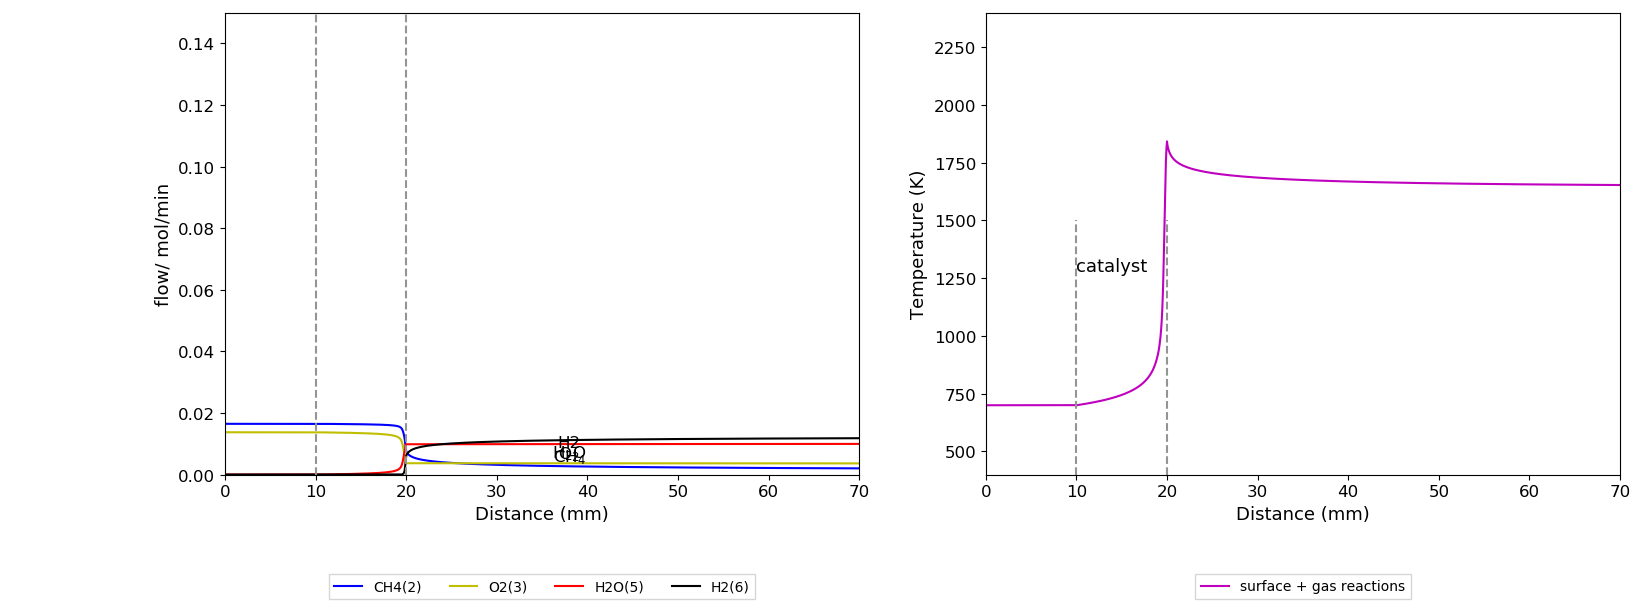 0.14
0.12
0.10
0.08
0.06
0.04
0.02
0.00
flow/ mol/min
H2
H2O
O2
CH4
0 10 20 30 40 50 60 70
Distance (mm)
CH4(2) O2(3) H2O(5) H2(6)
2250
2000
1750
1500
1250
1000
750
500
Temperature (K)
catalyst
0 10 20 30 40 50 60 70
Distance (mm)
surface + gas reactions